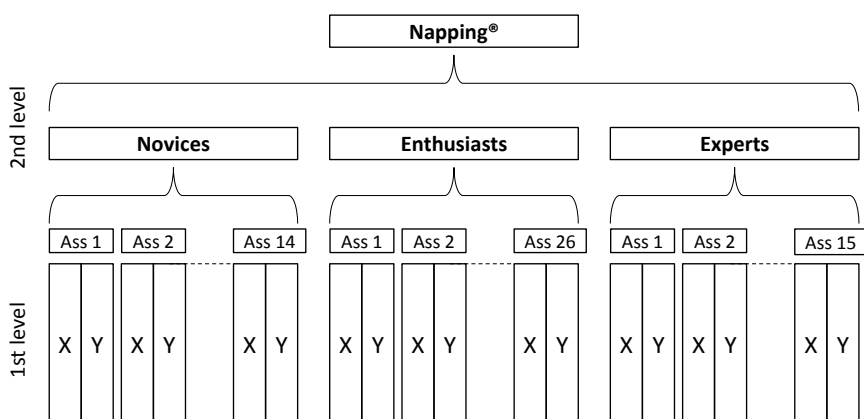 Napping®
2nd level
Novices Enthusiasts Experts
Ass 1 Ass 2 Ass 14 Ass 1 Ass 2 Ass 26 Ass 1 Ass 2 Ass 15
1st level
X Y X Y X Y X Y X Y X Y X Y X Y X Y